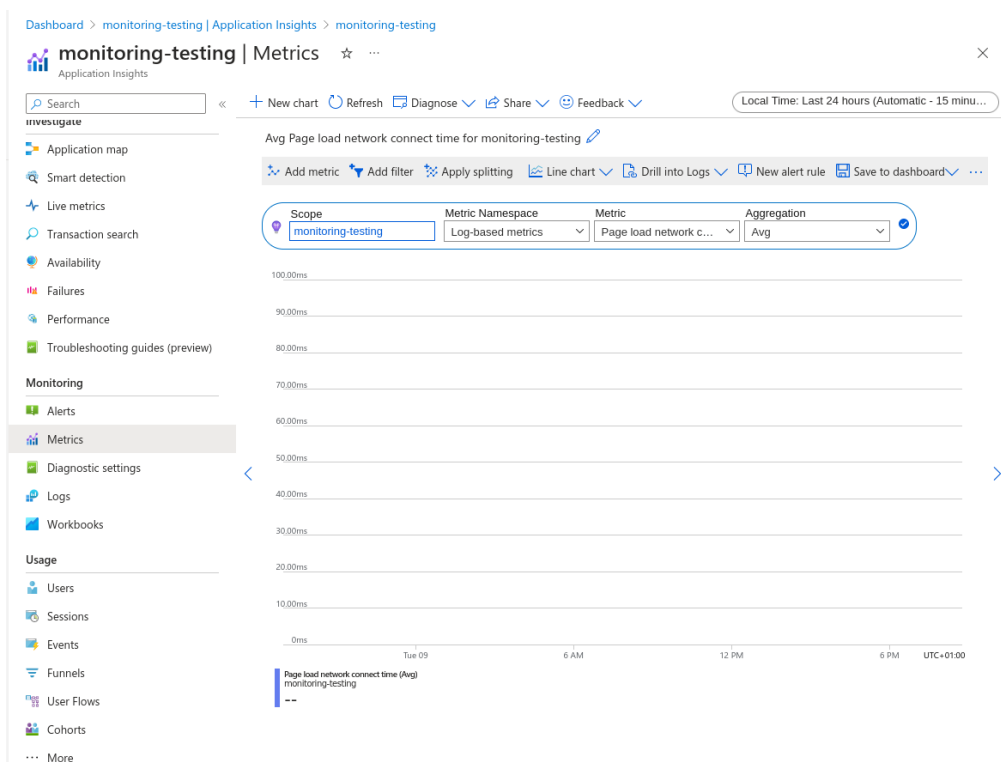 Dashboard > monitoring-testing | Application Insights > monitoring-testing
monitoring-testing | Metrics ☆ ···
Application Insights
Search «
Investigate
Application map
Smart detection
Live metrics
Transaction search
Availability
Failures
Performance
Troubleshooting guides (preview)
Monitoring
Alerts
Metrics
Diagnostic settings
Logs
Workbooks
Usage
Users
Sessions
Events
Funnels
User Flows
Cohorts
··· More
New chart Refresh Diagnose Share Feedback
Local Time: Last 24 hours (Automatic - 15 minu...
Avg Page load network connect time for monitoring-testing
Add metric Add filter Apply splitting Line chart Drill into Logs New alert rule Save to dashboard ···
Scope Metric Namespace Metric Aggregation
monitoring-testing Log-based metrics Page load network c... Avg
100.00ms
90.00ms
80.00ms
70.00ms
60.00ms
50.00ms
40.00ms
30.00ms
20.00ms
10.00ms
0ms
Tue 09 6 AM 12 PM 6 PM UTC+01:00
Page load network connect time (Avg)
monitoring-testing
--